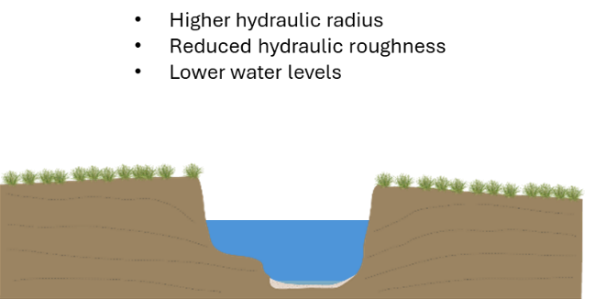 • Higher hydraulic radius
• Reduced hydraulic roughness
• Lower water levels